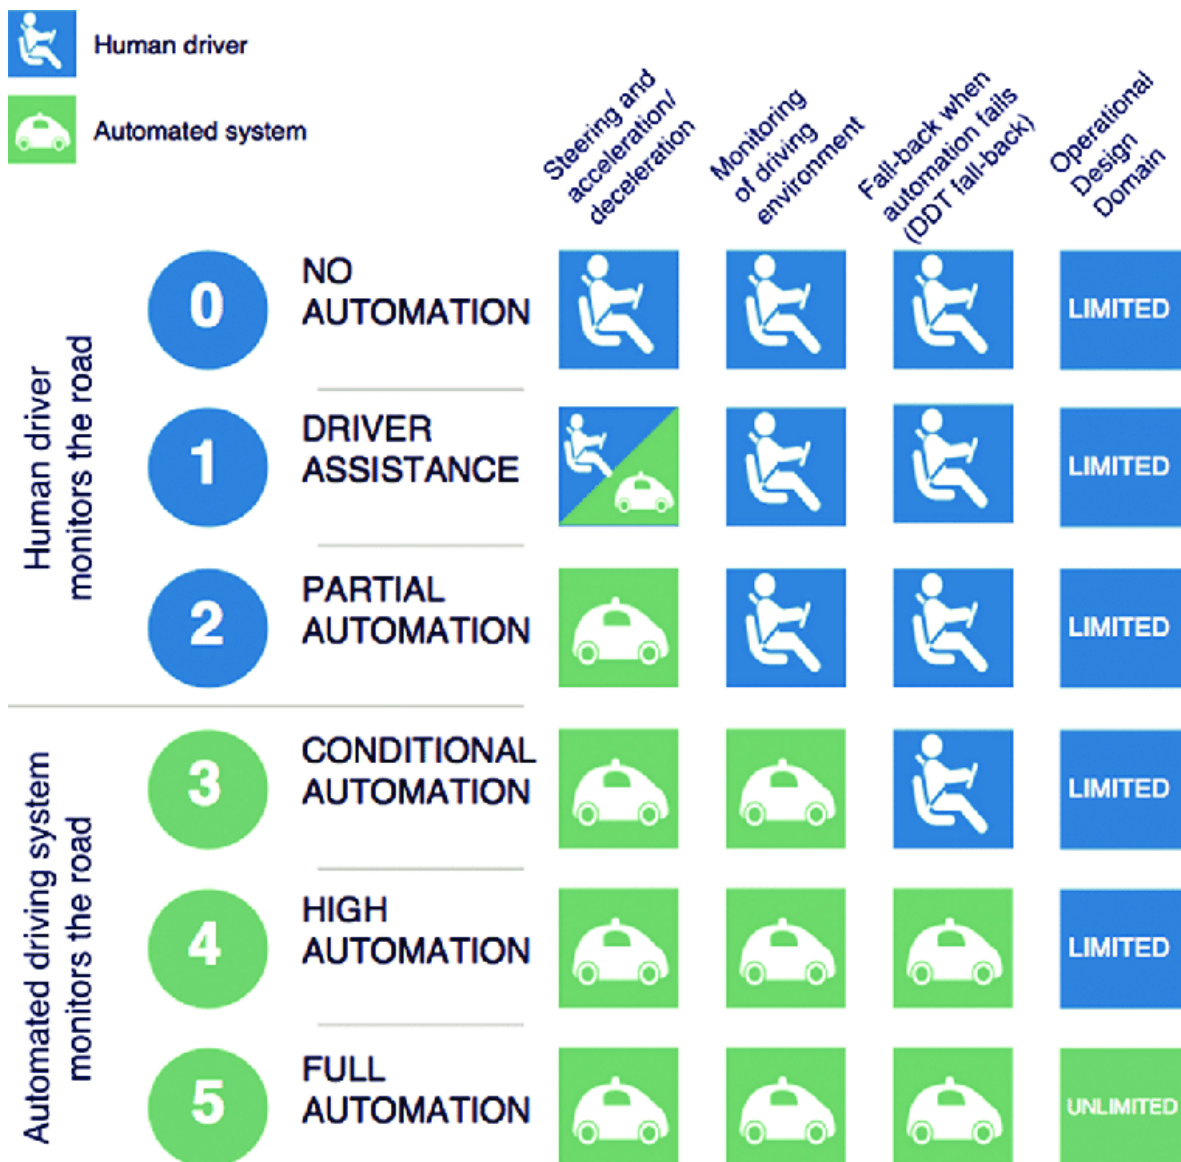 Human driver
Automated system
Steering and
acceleration/
deceleration
Monitoring
of driving
environment
Fall-back when
automation fails
(DDT fall-back)
Operational
Design
Domain
Human driver
monitors the road
0
NO
AUTOMATION
LIMITED
1
DRIVER
ASSISTANCE
LIMITED
2
PARTIAL
AUTOMATION
LIMITED
Automated driving system
monitors the road
3
CONDITIONAL
AUTOMATION
LIMITED
4
HIGH
AUTOMATION
LIMITED
5
FULL
AUTOMATION
UNLIMITED